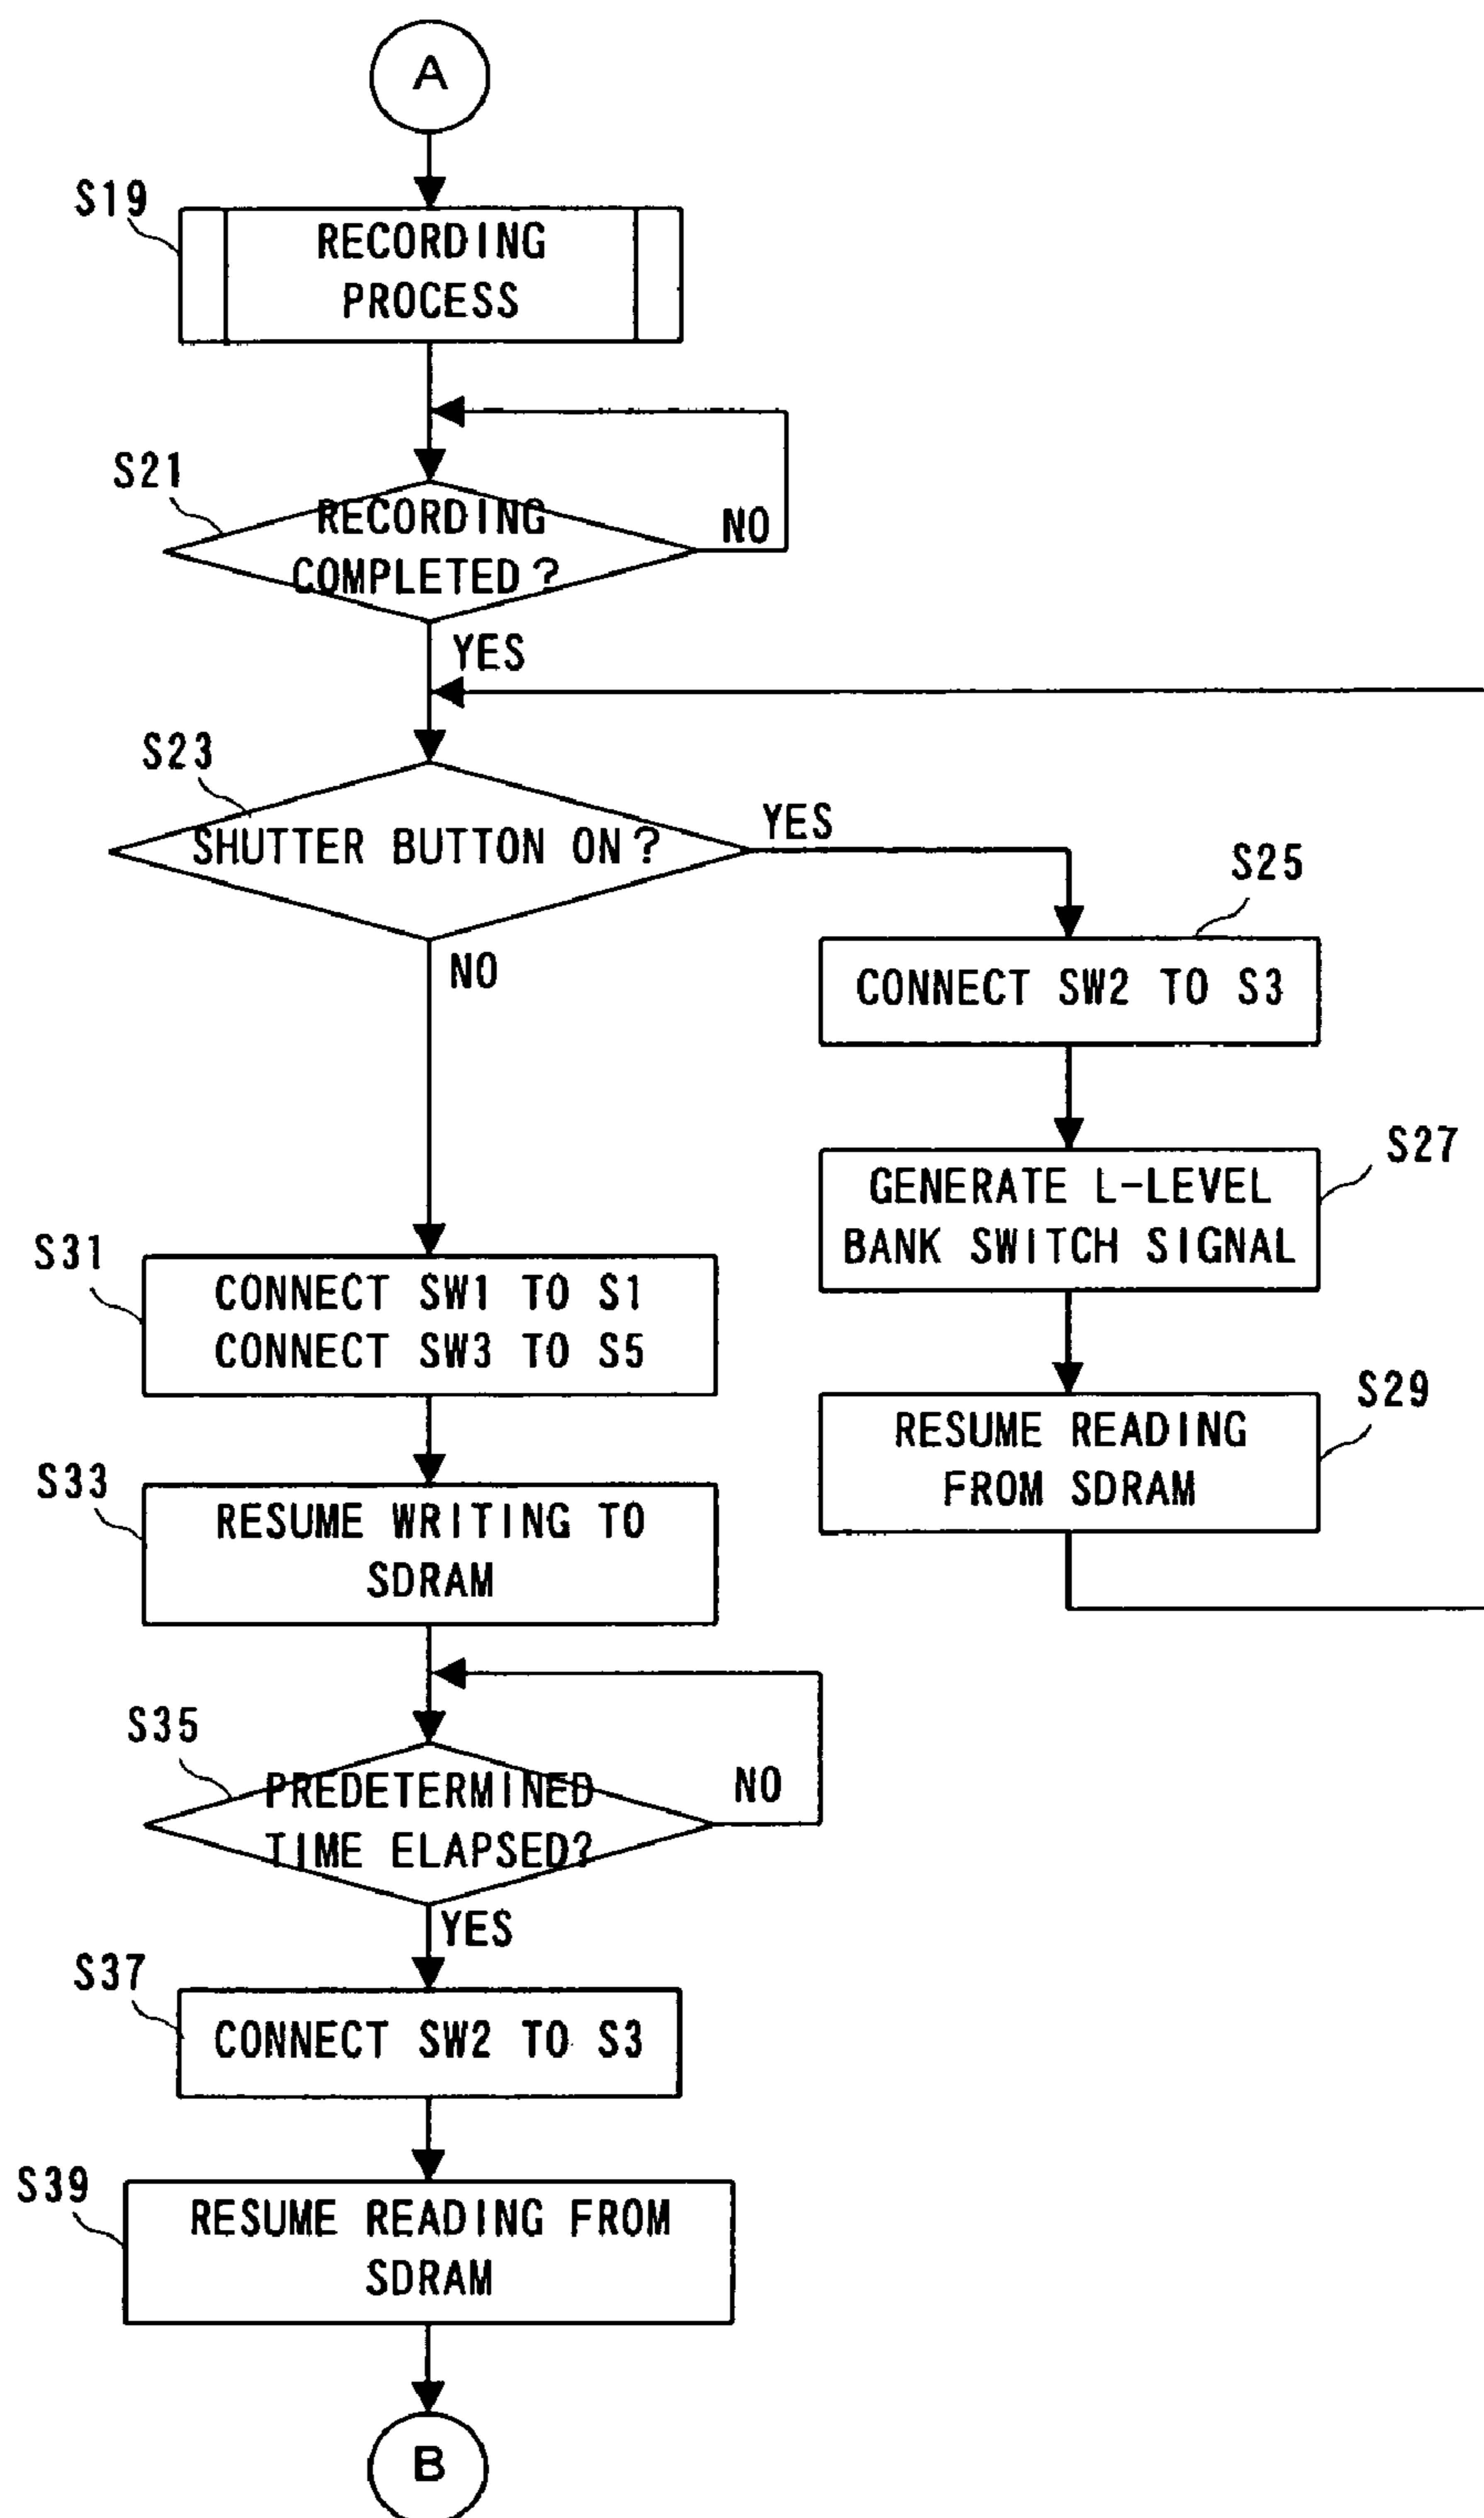 A
S19
RECORDING
PROCESS
S21
RECORDING
COMPLETED?
NO
YES
S23
SHUTTER BUTTON ON?
YES
NO
S25
CONNECT SW2 TO S3
S27
GENERATE L-LEVEL
BANK SWITCH SIGNAL
S29
RESUME READING
FROM SDRAM
S31
CONNECT SW1 TO S1
CONNECT SW3 TO S5
S33
RESUME WRITING TO
SDRAM
S35
PREDETERMINED
TIME ELAPSED?
NO
YES
S37
CONNECT SW2 TO S3
S39
RESUME READING FROM
SDRAM
B